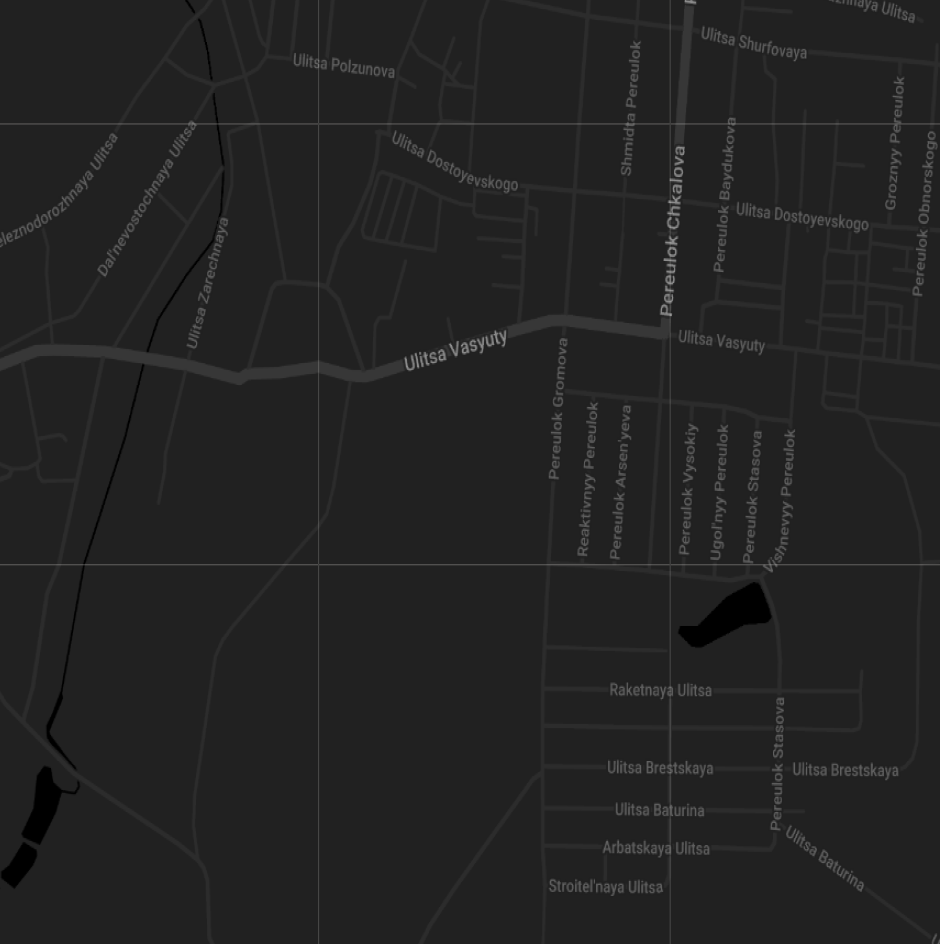 Ulitsa
Ulitsa Shurfovaya
Ulitsa Polzunova
Shmidta Pereulok
Groznyy Pereulok
Pereulok Obnorskogo
Pereulok Baydukova
Pereulok Chkalova
Ulitsa Dostoyevskogo
Ulitsa Dostoyevskogo
Ulitsa
Dal'nevostochnaya Ulitsa
Ulitsa Zarechnaya
Ulitsa Vasyuty
Ulitsa Vasyuty
Pereulok Gromova
Reaktivnyy Pereulok
Pereulok Arsen'yeva
Pereulok Vysokiy
Ugol'nyy Pereulok
Pereulok Stasova
Vishnevyy Pereulok
Raketnaya Ulitsa
Pereulok Stasova
Ulitsa Brestskaya
Ulitsa Brestskaya
Ulitsa Baturina
Ulitsa Baturina
Arbatskaya Ulitsa
Stroitel'naya Ulitsa